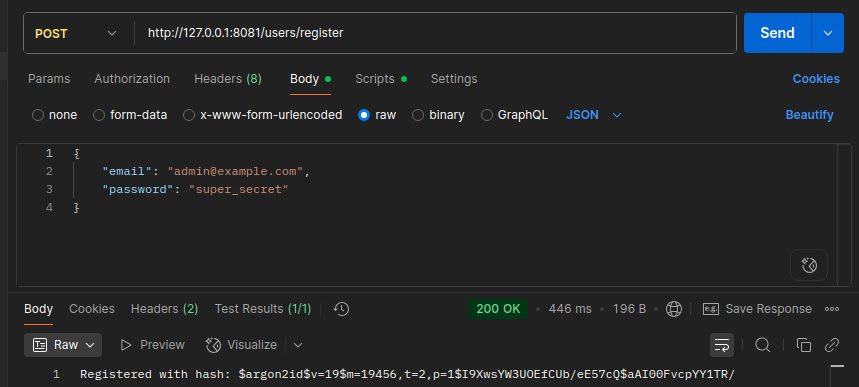 POST http://127.0.0.1:8081/users/register Send
Params Authorization Headers (8) Body Scripts Settings Cookies
none form-data x-www-form-urlencoded raw binary GraphQL JSON Beautify
1 {
2 "email": "admin@example.com",
3 "password": "super_secret"
4 }
Body Cookies Headers (2) Test Results (1/1) 200 OK • 446 ms • 196 B e.g. Save Response
Raw Preview Visualize
1 Registered with hash: $argon2id$v=19$m=19456,t=2,p=1$I9XwsYW3UOEfCUb/eE57cQ$aAI00FvcpYY1TR/